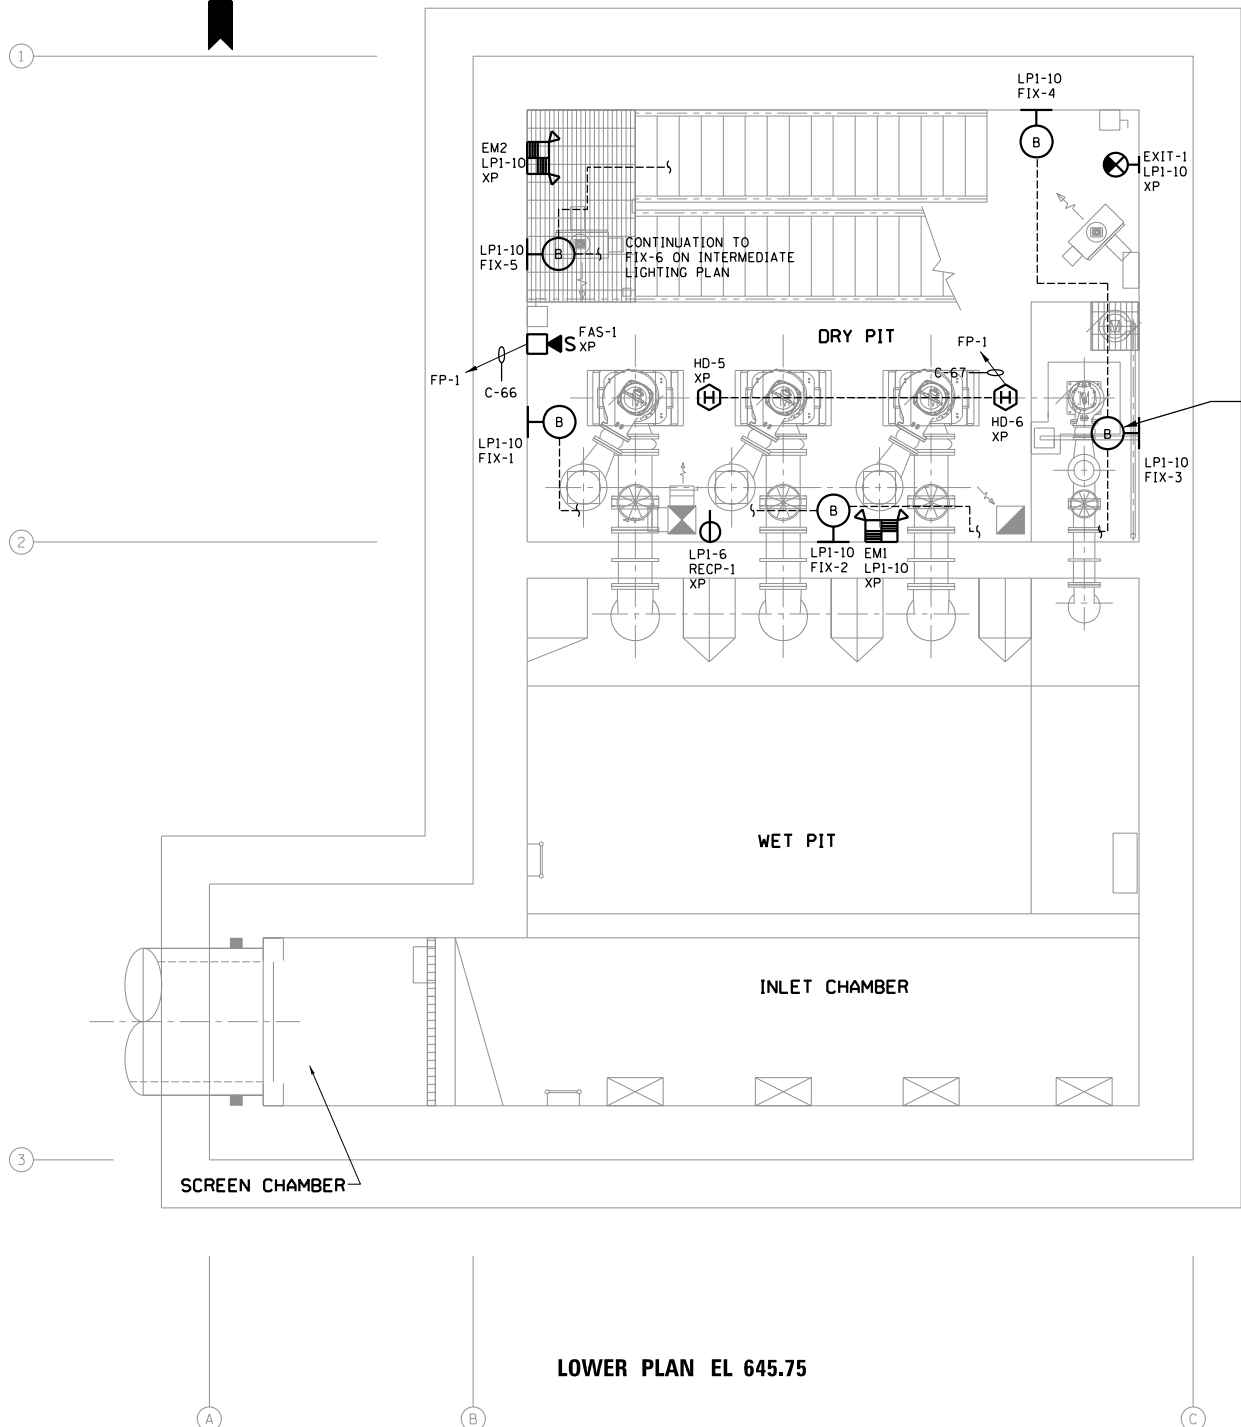 1
LP1-10
FIX-4
EM2
LP1-10
XP
B
EXIT-1
LP1-10
XP
LP1-10
FIX-5
B
CONTINUATION TO
FIX-6 ON INTERMEDIATE
LIGHTING PLAN
FAS-1
XP
S
DRY PIT
FP-1
FP-1
C-66
HD-5
XP
H
C-67
H
HD-6
XP
LP1-10
FIX-1
B
B
LP1-10
FIX-3
B
2
LP1-6
RECP-1
XP
LP1-10
FIX-2
EM1
LP1-10
XP
WET PIT
INLET CHAMBER
3
SCREEN CHAMBER
LOWER PLAN EL 645.75
A
B
C